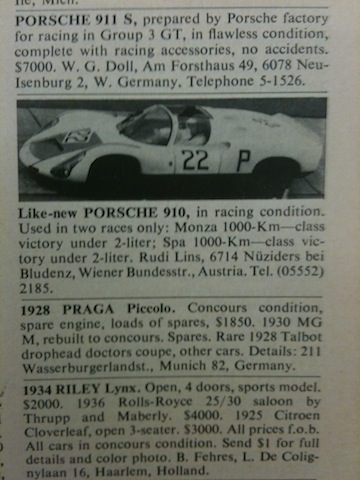 Ile, Mich.
PORSCHE 911 S, prepared by Porsche factory
for racing in Group 3 GT, in flawless condition,
complete with racing accessories, no accidents.
$7000. W. G. Doll, Am Forsthaus 49, 6078 Neu-
Isenburg 2, W. Germany, Telephone 5-1526.
22 P
Like-new PORSCHE 910, in racing condition.
Used in two races only: Monza 1000-Km—class
victory under 2-liter; Spa 1000-Km—class vic-
tory under 2-liter. Rudi Lins, 6714 Nüziders bei
Bludenz, Wiener Bundesstr., Austria. Tel. (05552)
2185.
1928 PRAGA Piccolo. Concours condition,
spare engine, loads of spares, $1850. 1930 MG
M, rebuilt to concours. Spares. Rare 1928 Talbot
drophead doctors coupe, other cars. Details: 211
Wasserburgerlandst., Munich 82, Germany.
1934 RILEY Lynx. Open, 4 doors, sports model.
$2000. 1936 Rolls-Royce 25/30 saloon by
Thrupp and Maberly. $4000. 1925 Citroen
Cloverleaf, open 3-seater. $3000. All prices f.o.b.
All cars in concours condition. Send $1 for full
details and color photo. B. Fehres, L. De Colig-
nylaan 16, Haarlem, Holland.